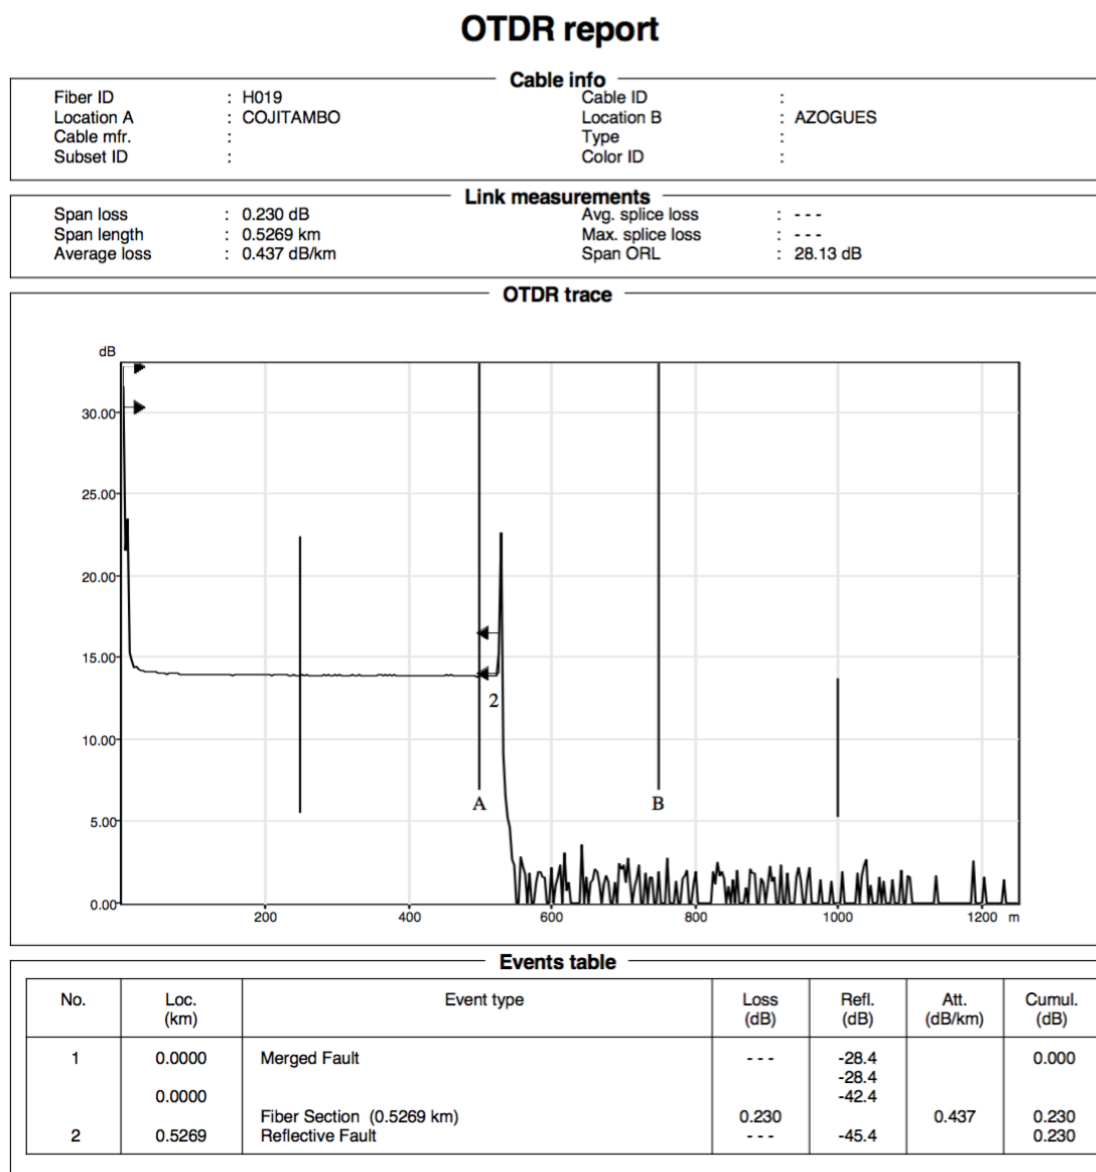 OTDR report
Cable info
Fiber ID : H019 Cable ID :
Location A : COJITAMBO Location B : AZOGUES
Cable mfr. : Type :
Subset ID : Color ID :
Link measurements
Span loss : 0.230 dB Avg. splice loss : - - -
Span length : 0.5269 km Max. splice loss : - - -
Average loss : 0.437 dB/km Span ORL : 28.13 dB
OTDR trace
dB
30.00
25.00
20.00
15.00
2
10.00
A B
5.00
0.00
200 400 600 800 1000 1200 m
Events table
No. Loc. Event type Loss Refl. Att. Cumul.
(km) (dB) (dB) (dB/km) (dB)
1 0.0000 Merged Fault - - - -28.4 0.000
-28.4
0.0000 -42.4
Fiber Section (0.5269 km) 0.230 0.437 0.230
2 0.5269 Reflective Fault - - - -45.4 0.230